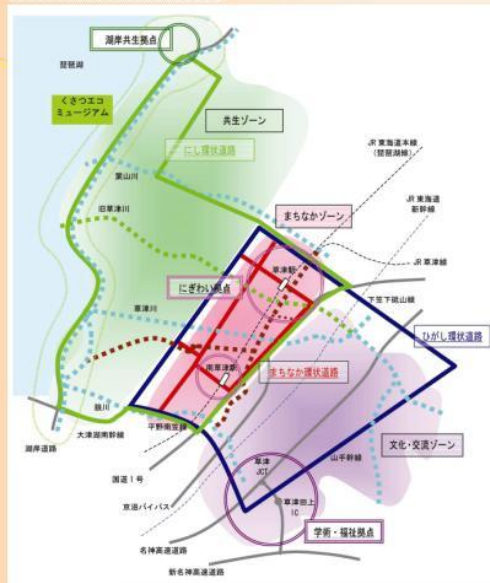 湖岸共生拠点
琵琶湖
くさつエコ
ミュージアム
共生ゾーン
にし環状道路
JR東海道本線
（琵琶湖線）
葉山川
旧草津川
JR東海道
新幹線
まちなかゾーン
草津駅
JR草津線
にぎわい拠点
下笠下砥山線
草津川
ひがし環状道路
南草津駅
まちなか環状道路
狼川
平野南笠線
湖岸道路
大津湖南幹線
文化・交流ゾーン
山手幹線
国道1号
草津
JCT
京滋バイパス
草津田上
IC
学術・福祉拠点
名神高速道路
新名神高速道路